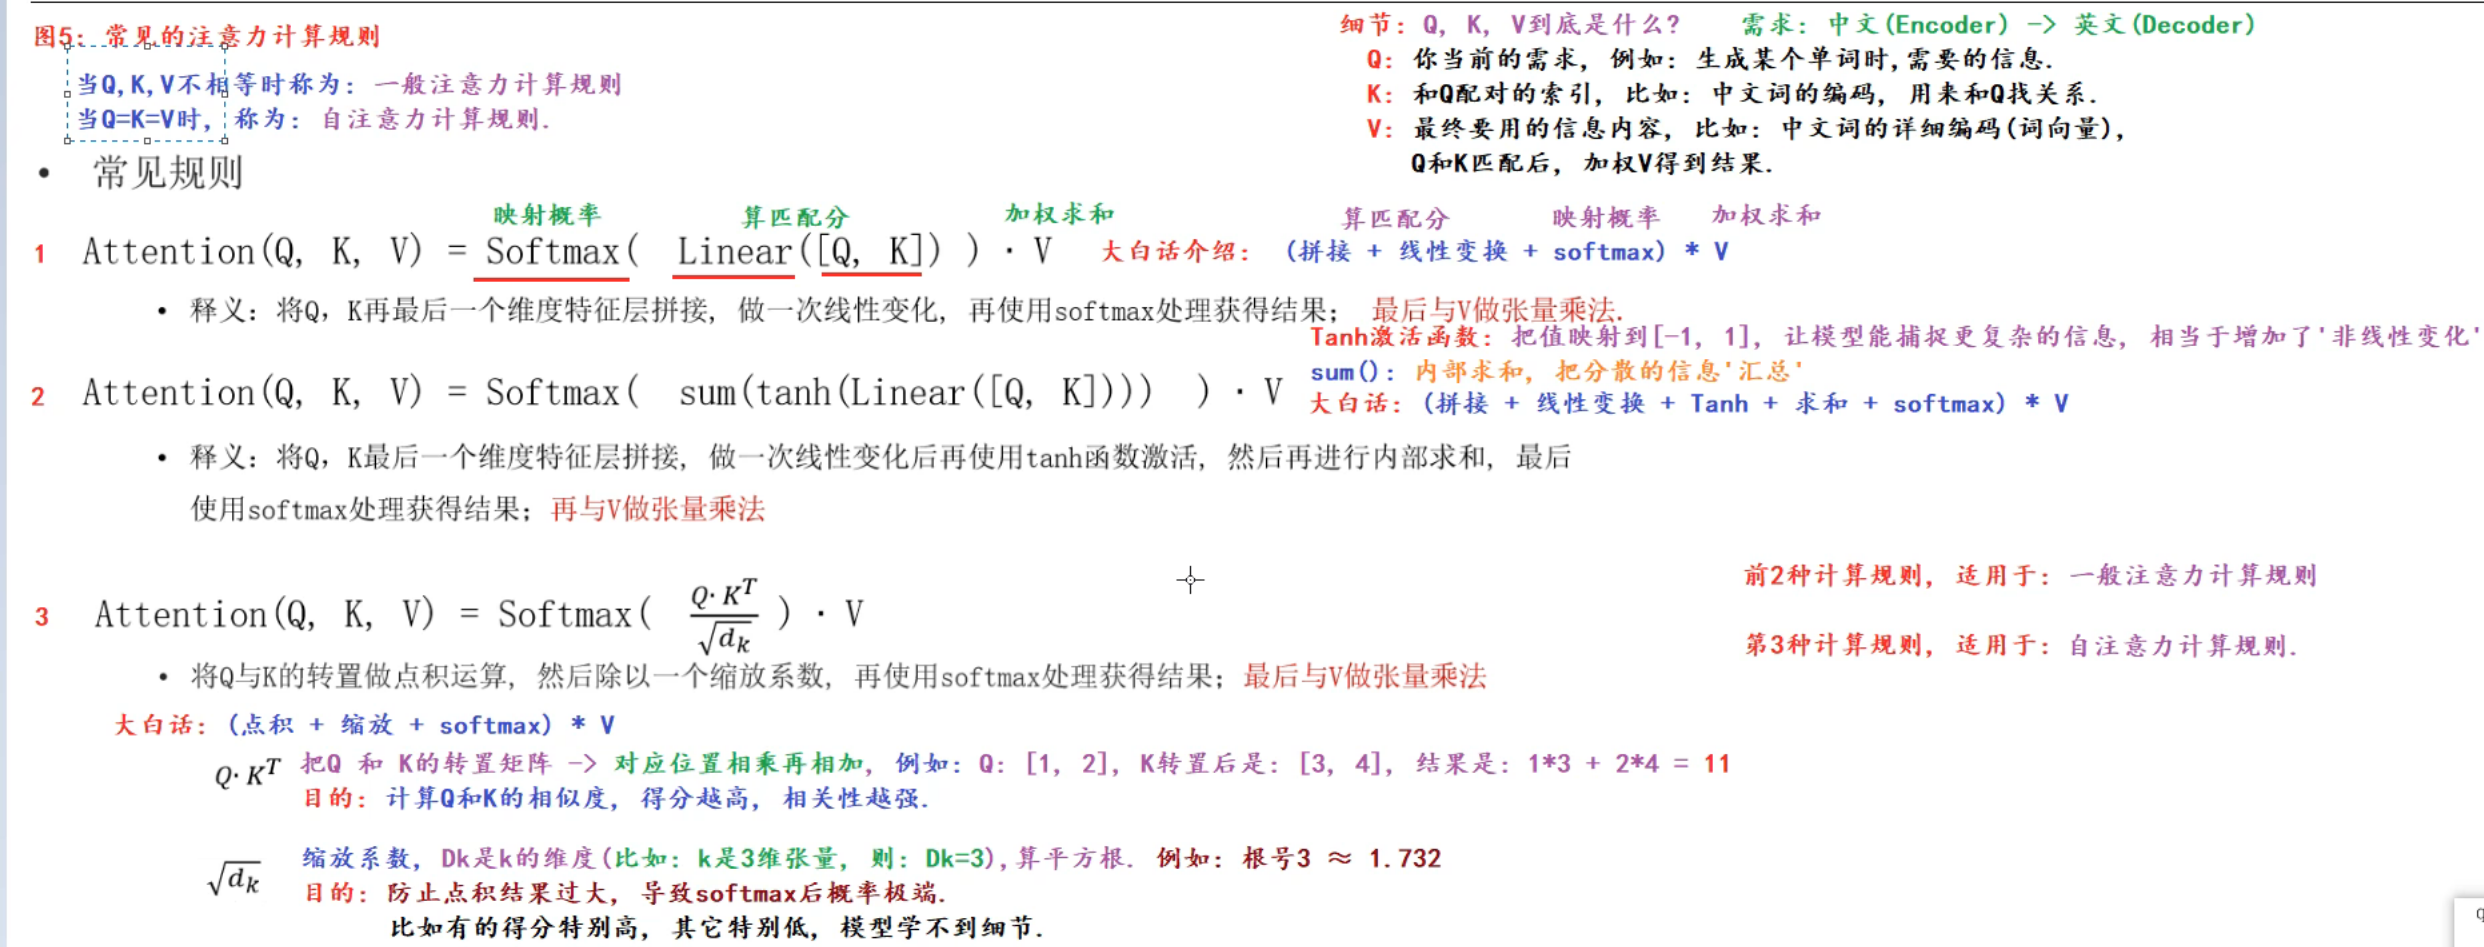 图5: 常见的注意力计算规则
当Q,K,V不相等时称为: 一般注意力计算规则
当Q=K=V时, 称为: 自注意力计算规则.
细节: Q, K, V到底是什么? 需求: 中文(Encoder) -> 英文(Decoder)
Q: 你当前的需求, 例如: 生成某个单词时,需要的信息.
K: 和Q配对的索引, 比如: 中文词的编码, 用来和Q找关系.
V: 最终要用的信息内容, 比如: 中文词的详细编码(词向量),
Q和K匹配后, 加权V得到结果.
• 常见规则
映射概率 算匹配分 加权求和 算匹配分 映射概率 加权求和
1 Attention(Q, K, V) = Softmax( Linear([Q, K]) ) · V 大白话介绍: (拼接 + 线性变换 + softmax) * V
• 释义: 将Q, K再最后一个维度特征层拼接, 做一次线性变化, 再使用softmax处理获得结果; 最后与V做张量乘法.
Tanh激活函数: 把值映射到[-1, 1], 让模型能捕捉更复杂的信息, 相当于增加了'非线性变化'
sum(): 内部求和, 把分散的信息'汇总'
2 Attention(Q, K, V) = Softmax( sum(tanh(Linear([Q, K]))) ) · V
大白话: (拼接 + 线性变换 + Tanh + 求和 + softmax) * V
• 释义: 将Q, K最后一个维度特征层拼接, 做一次线性变化后再使用tanh函数激活, 然后再进行内部求和, 最后
使用softmax处理获得结果; 再与V做张量乘法
前2种计算规则, 适用于: 一般注意力计算规则
3 Attention(Q, K, V) = Softmax( Q·K^T / √d_k ) · V
第3种计算规则, 适用于: 自注意力计算规则.
• 将Q与K的转置做点积运算, 然后除以一个缩放系数, 再使用softmax处理获得结果; 最后与V做张量乘法
大白话: (点积 + 缩放 + softmax) * V
Q·K^T 把Q 和 K的转置矩阵 -> 对应位置相乘再相加, 例如: Q: [1, 2], K转置后是: [3, 4], 结果是: 1*3 + 2*4 = 11
目的: 计算Q和K的相似度, 得分越高, 相关性越强.
√d_k 缩放系数, Dk是k的维度(比如: k是3维张量, 则: Dk=3),算平方根. 例如: 根号3 ≈ 1.732
目的: 防止点积结果过大, 导致softmax后概率极端.
比如有的得分特别高, 其它特别低, 模型学不到细节.